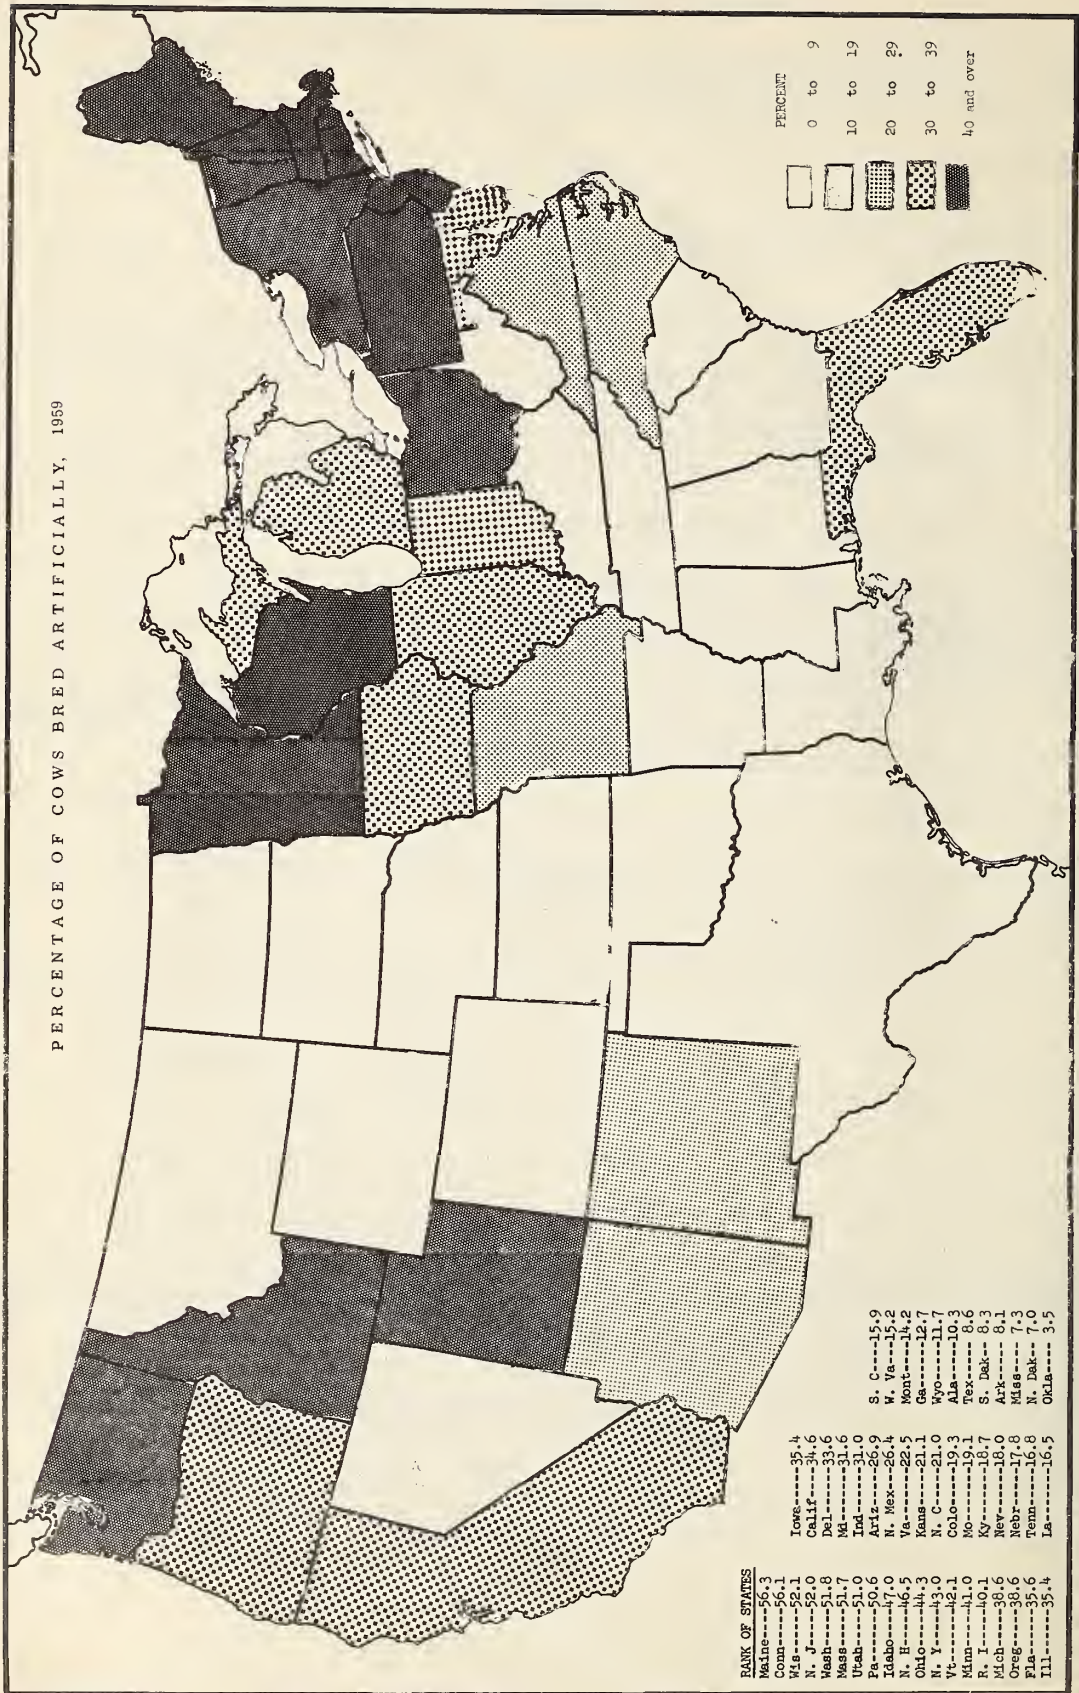 PERCENTAGE OF COWS BRED ARTIFICIALLY, 1959
PERCENT
0 to 9
10 to 19
20 to 29
30 to 39
40 and over
RANK OF STATES
Maine----56.3
Conn-----56.1
Wis------52.1
N. J-----52.0
Wash-----51.8
Mass-----51.7
Utah-----51.0
Pa-------50.6
Idaho----47.0
N. H-----46.5
Ohio-----44.3
N. Y-----43.0
Vt-------42.1
Minn-----41.0
R. I-----40.1
Mich-----38.6
Oreg-----38.6
Fla------35.6
Ill------35.4
Iowa-----35.4
Calif----34.6
Del------33.6
Md-------31.6
Ind------31.0
Ariz-----26.9
N. Mex---26.4
Va-------22.5
Kans-----21.1
N. C-----21.0
Colo-----19.3
Mo-------19.1
Ky-------18.7
Nev------18.0
Nebr-----17.8
Tenn-----16.8
La-------16.5
S. C----15.9
W. Va---15.2
Mont----14.2
Ga------12.7
Wyo-----11.7
Ala-----10.3
Tex----- 8.6
S. Dak-- 8.3
Ark----- 8.1
Miss---- 7.3
N. Dak-- 7.0
Okla---- 3.5